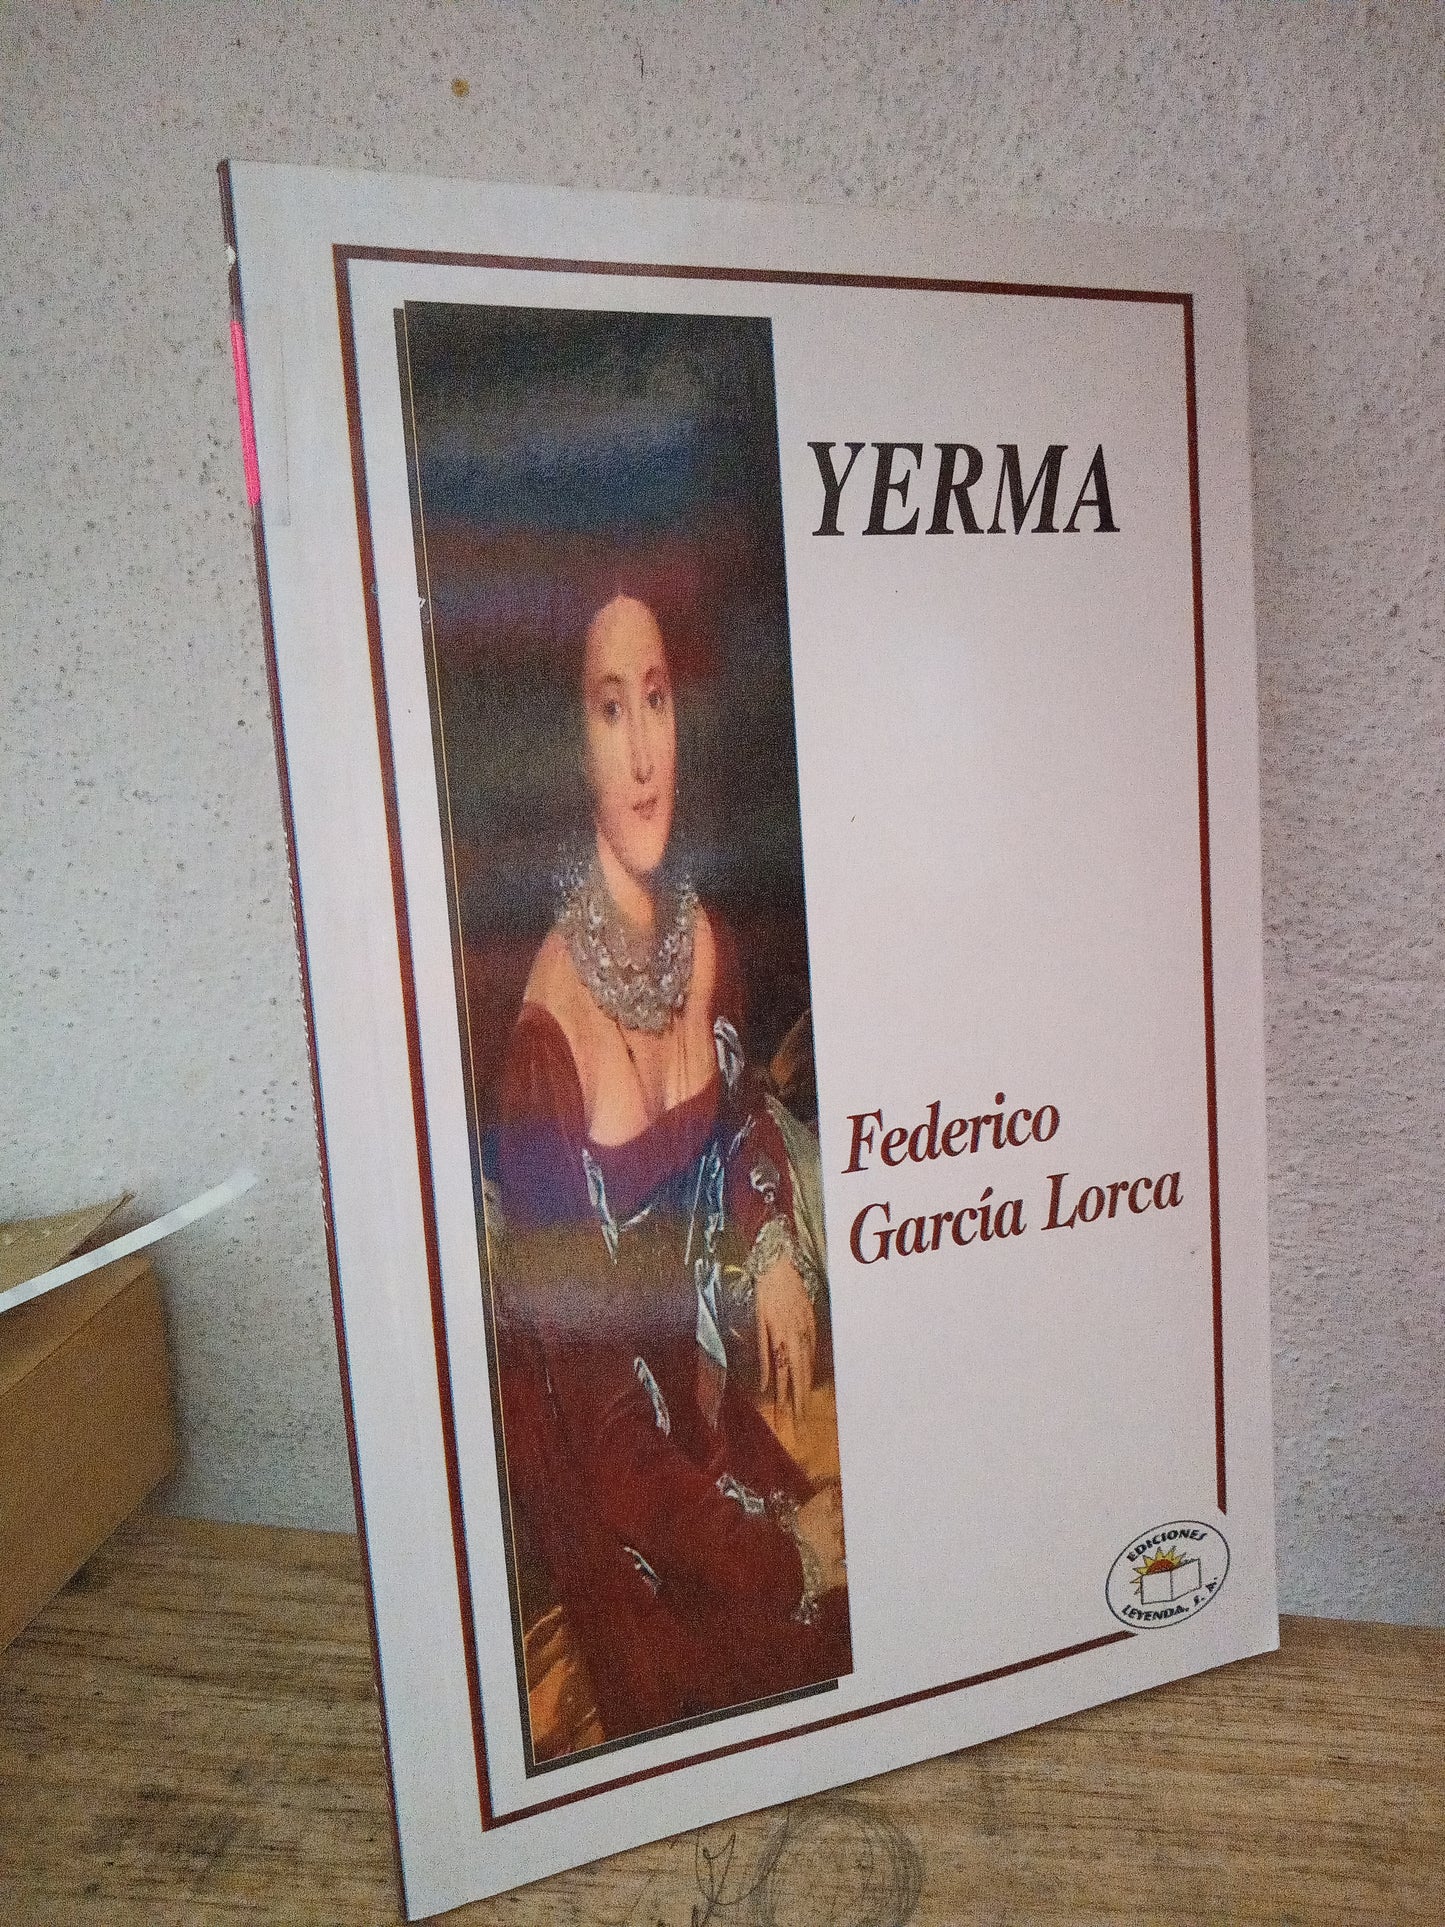 YERMA
Federico
García Lorca
EDICIONES
LEYENDA, S. A.